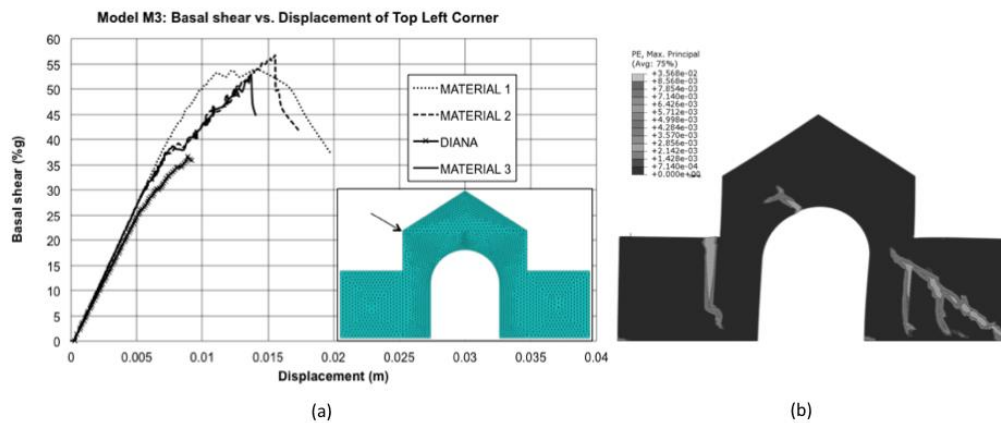 Model M3: Basal shear vs. Displacement of Top Left Corner
Basal shear (%g)
60
55
50
45
40
35
30
25
20
15
10
5
0
MATERIAL 1
MATERIAL 2
DIANA
MATERIAL 3
0
0.005
0.01
0.015
0.02
0.025
0.03
0.035
0.04
Displacement (m)
(a)
PE, Max. Principal
(Avg: 75%)
+3.568e-02
+8.568e-03
+7.854e-03
+7.140e-03
+6.426e-03
+5.712e-03
+4.998e-03
+4.284e-03
+3.570e-03
+2.856e-03
+2.142e-03
+1.428e-03
+7.140e-04
+0.000e+00
(b)